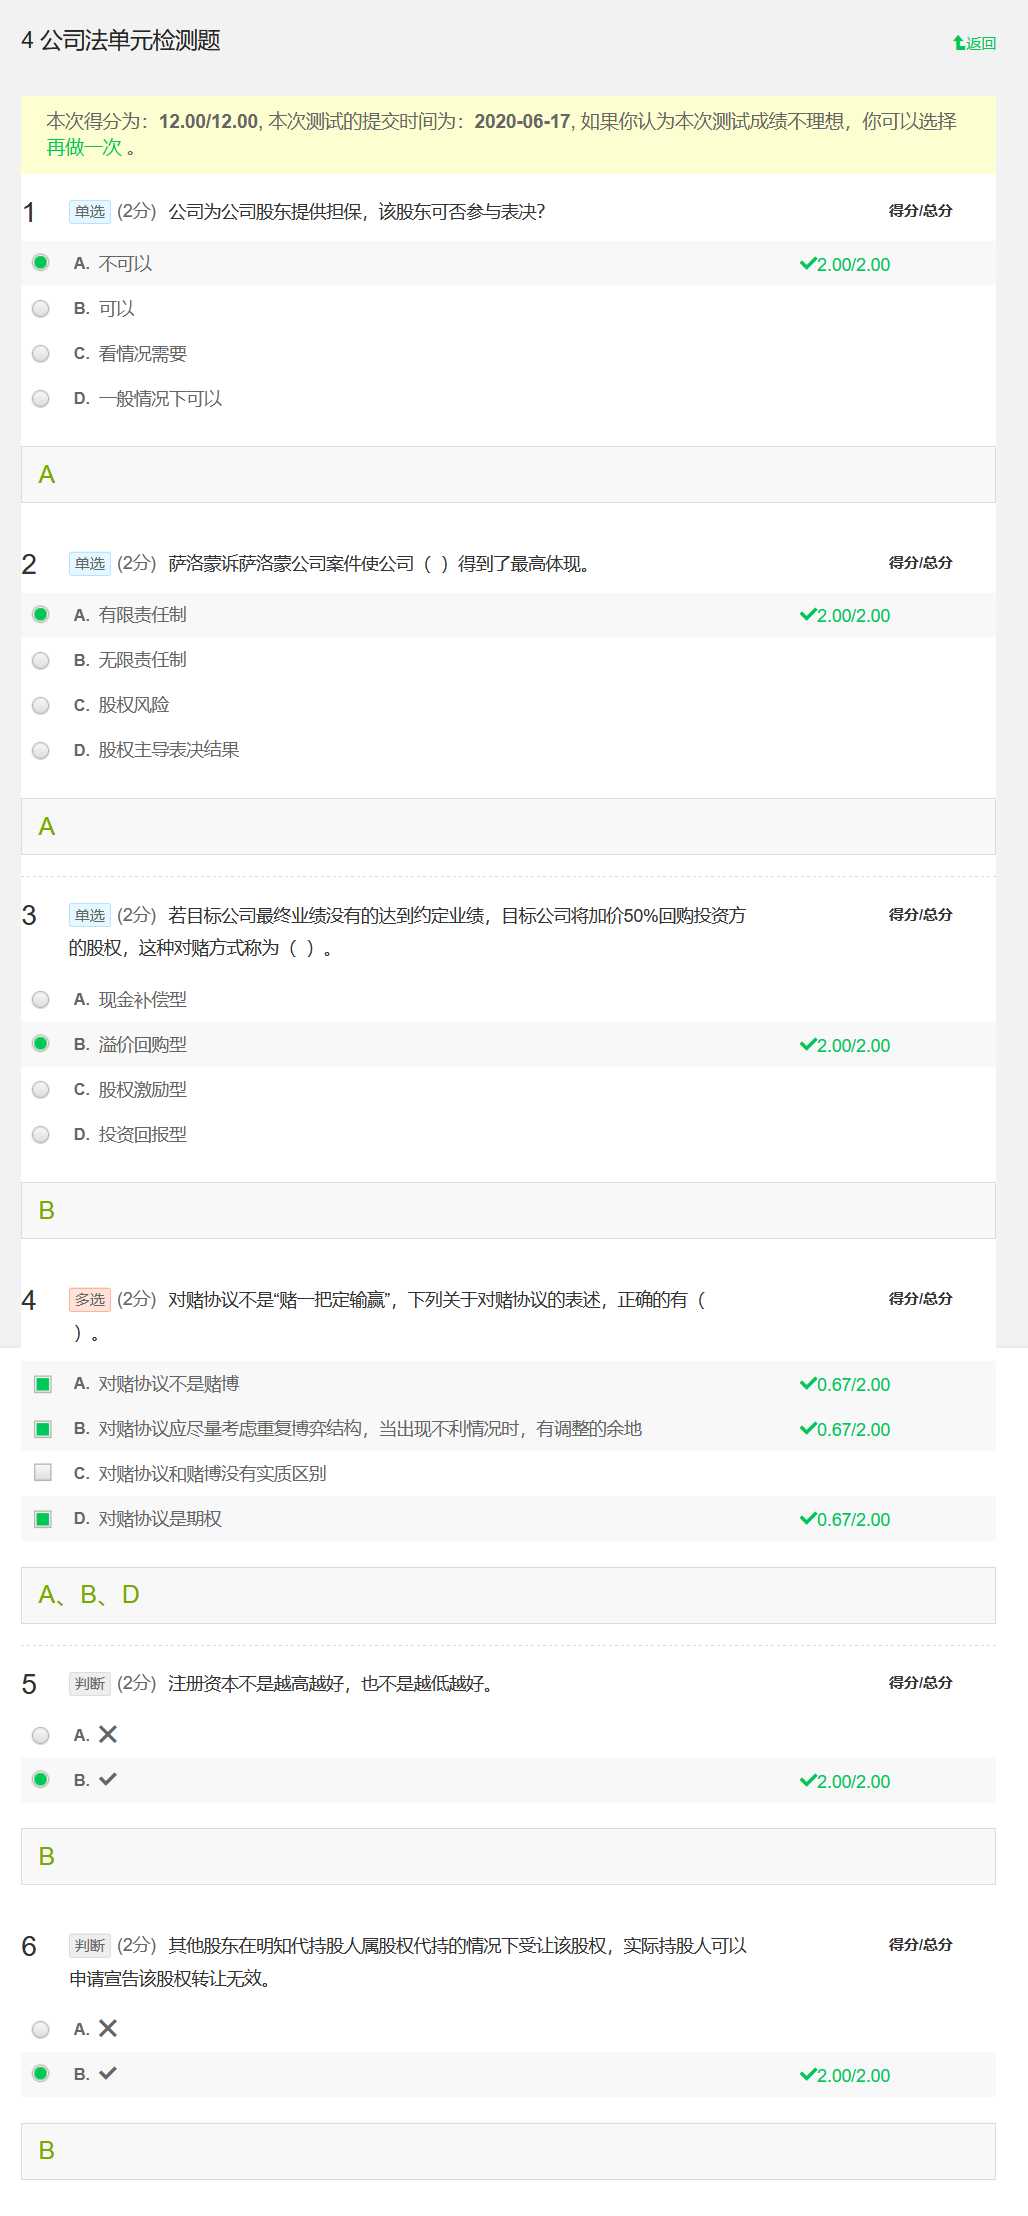 4 公司法单元检测题
返回
本次得分为：12.00/12.00, 本次测试的提交时间为：2020-06-17, 如果你认为本次测试成绩不理想，你可以选择
再做一次 。
1 单选 (2分) 公司为公司股东提供担保，该股东可否参与表决？ 得分/总分
A. 不可以 2.00/2.00
B. 可以
C. 看情况需要
D. 一般情况下可以
A
2 单选 (2分) 萨洛蒙诉萨洛蒙公司案件使公司（ ）得到了最高体现。 得分/总分
A. 有限责任制 2.00/2.00
B. 无限责任制
C. 股权风险
D. 股权主导表决结果
A
3 单选 (2分) 若目标公司最终业绩没有的达到约定业绩，目标公司将加价50%回购投资方 得分/总分
的股权，这种对赌方式称为（ ）。
A. 现金补偿型
B. 溢价回购型 2.00/2.00
C. 股权激励型
D. 投资回报型
B
4 多选 (2分) 对赌协议不是“赌一把定输赢”，下列关于对赌协议的表述，正确的有（ 得分/总分
）。
A. 对赌协议不是赌博 0.67/2.00
B. 对赌协议应尽量考虑重复博弈结构，当出现不利情况时，有调整的余地 0.67/2.00
C. 对赌协议和赌博没有实质区别
D. 对赌协议是期权 0.67/2.00
A、B、D
5 判断 (2分) 注册资本不是越高越好，也不是越低越好。 得分/总分
A.
B. 2.00/2.00
B
6 判断 (2分) 其他股东在明知代持股人属股权代持的情况下受让该股权，实际持股人可以 得分/总分
申请宣告该股权转让无效。
A.
B. 2.00/2.00
B